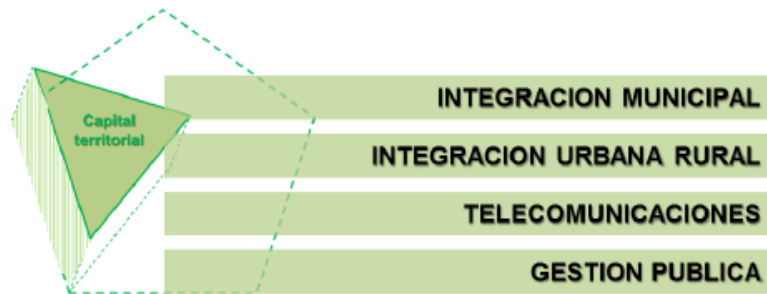 Capital
territorial
INTEGRACION MUNICIPAL
INTEGRACION URBANA RURAL
TELECOMUNICACIONES
GESTION PUBLICA